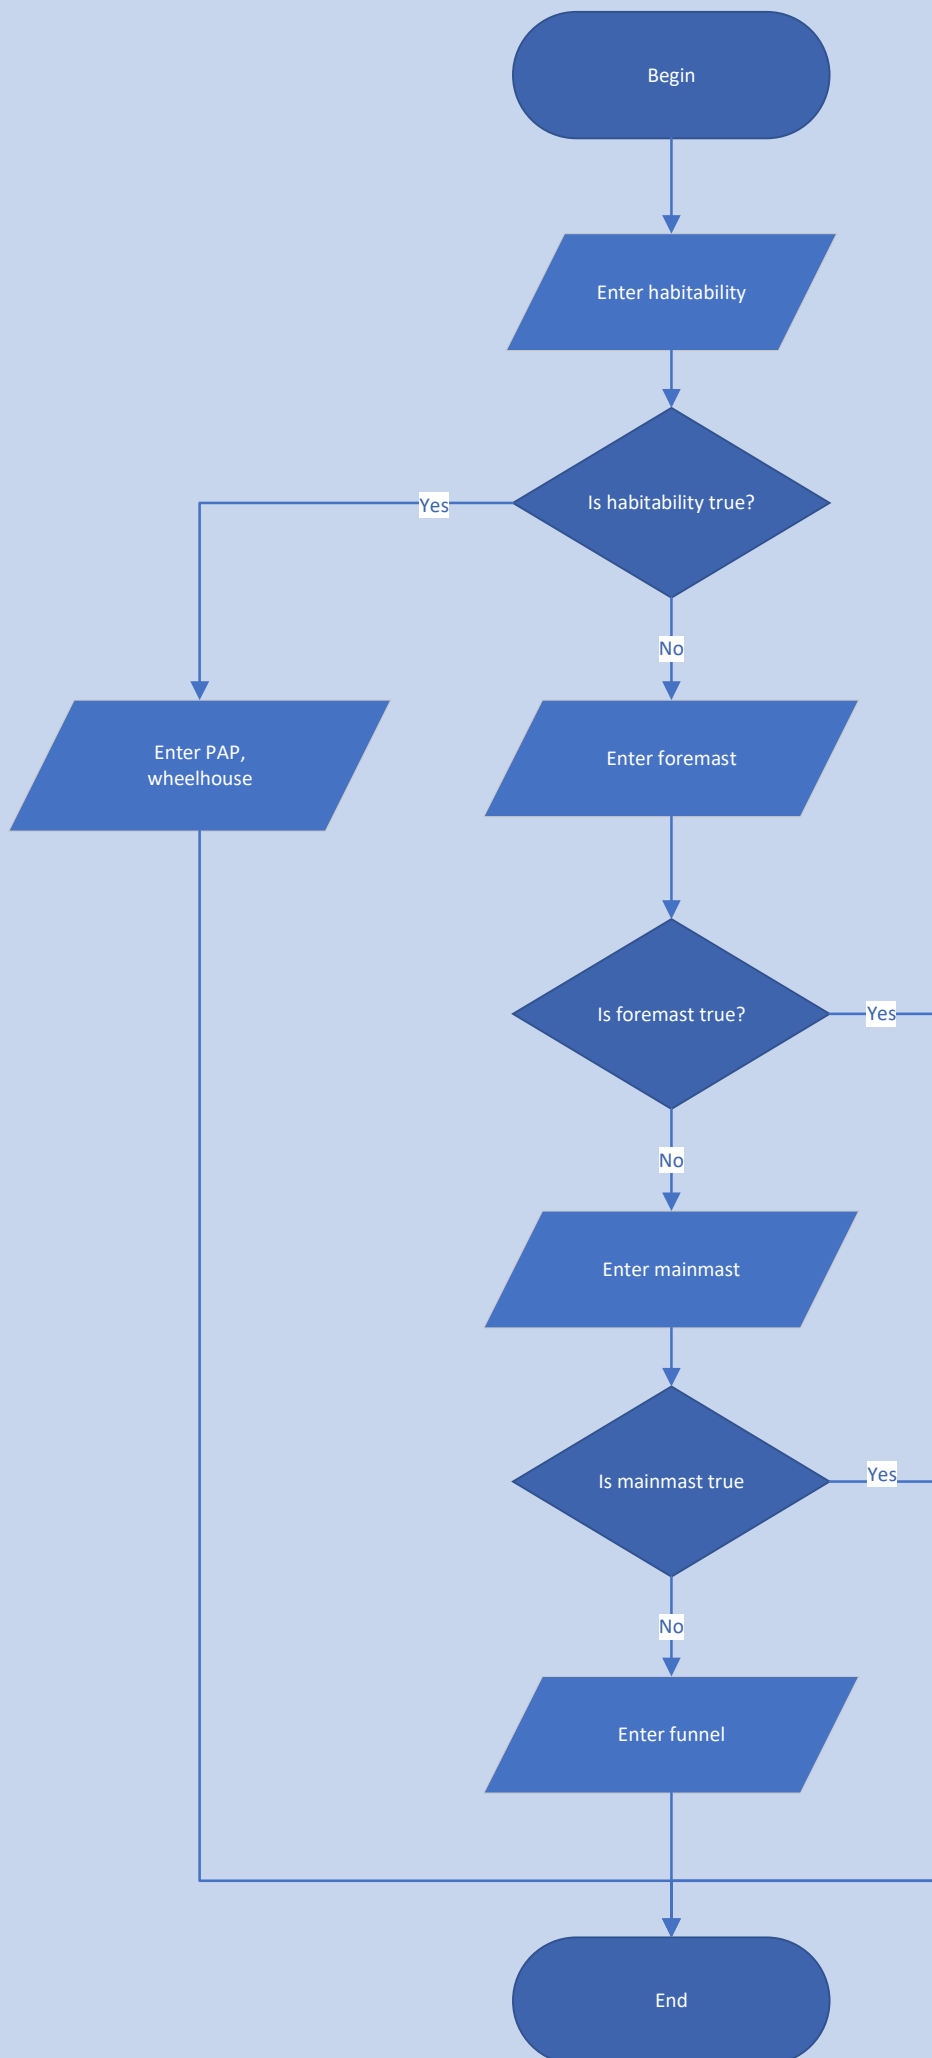 Begin
Enter habitability
Is habitability true?
Yes
No
Enter PAP,
wheelhouse
Enter foremast
Is foremast true?
Yes
No
Enter mainmast
Is mainmast true
Yes
No
Enter funnel
End